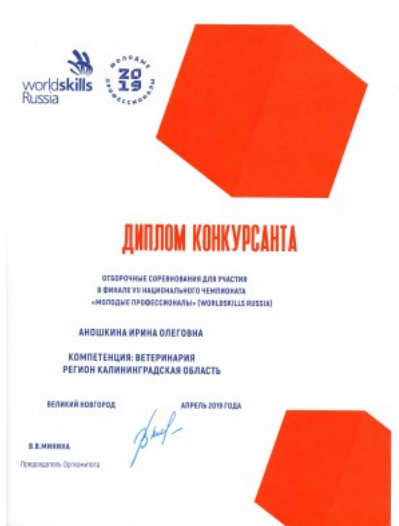 worldskills
Russia
МОЛОДЫЕ
2019
ПРОФЕССИОНАЛЫ
ДИПЛОМ КОНКУРСАНТА
ОТБОРОЧНЫЕ СОРЕВНОВАНИЯ ДЛЯ УЧАСТИЯ
В ФИНАЛЕ VII НАЦИОНАЛЬНОГО ЧЕМПИОНАТА
«МОЛОДЫЕ ПРОФЕССИОНАЛЫ» (WORLDSKILLS RUSSIA)
АНОШКИНА ИРИНА ОЛЕГОВНА
КОМПЕТЕНЦИЯ: ВЕТЕРИНАРИЯ
РЕГИОН КАЛИНИНГРАДСКАЯ ОБЛАСТЬ
ВЕЛИКИЙ НОВГОРОД АПРЕЛЬ 2019 ГОДА
В.В.МИНИНА
Председатель Оргкомитета